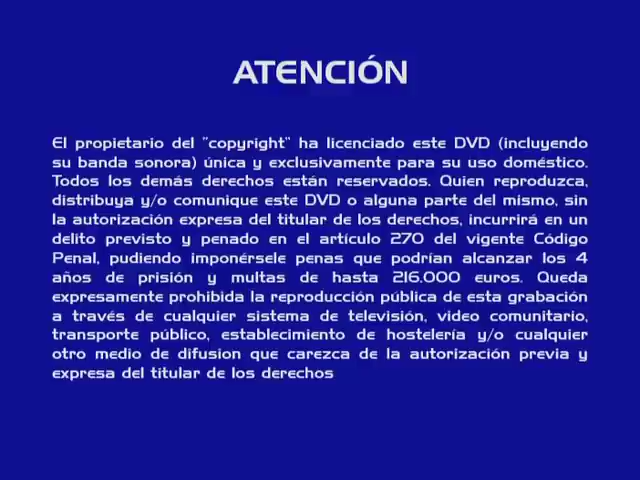 ATENCIÓN
El propietario del "copyright" ha licenciado este DVD (incluyendo
su banda sonora) única y exclusivamente para su uso doméstico.
Todos los demás derechos están reservados. Quien reproduzca,
distribuya y/o comunique este DVD o alguna parte del mismo, sin
la autorización expresa del titular de los derechos, incurrirá en un
delito previsto y penado en el artículo 270 del vigente Código
Penal, pudiendo imponérsele penas que podrían alcanzar los 4
años de prisión y multas de hasta 216.000 euros. Queda
expresamente prohibida la reproducción pública de esta grabación
a través de cualquier sistema de televisión, video comunitario,
transporte público, establecimiento de hostelería y/o cualquier
otro medio de difusion que carezca de la autorización previa y
expresa del titular de los derechos